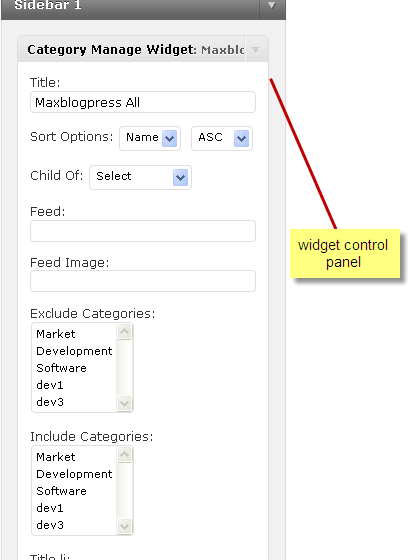 Sidebar 1
Category Manage Widget: Maxblo
Title:
Maxblogpress All
Sort Options: Name ASC
Child Of: Select
widget control
panel
Feed:
Feed Image:
Exclude Categories:
Market
Development
Software
dev1
dev3
Include Categories:
Market
Development
Software
dev1
dev3
Title li: